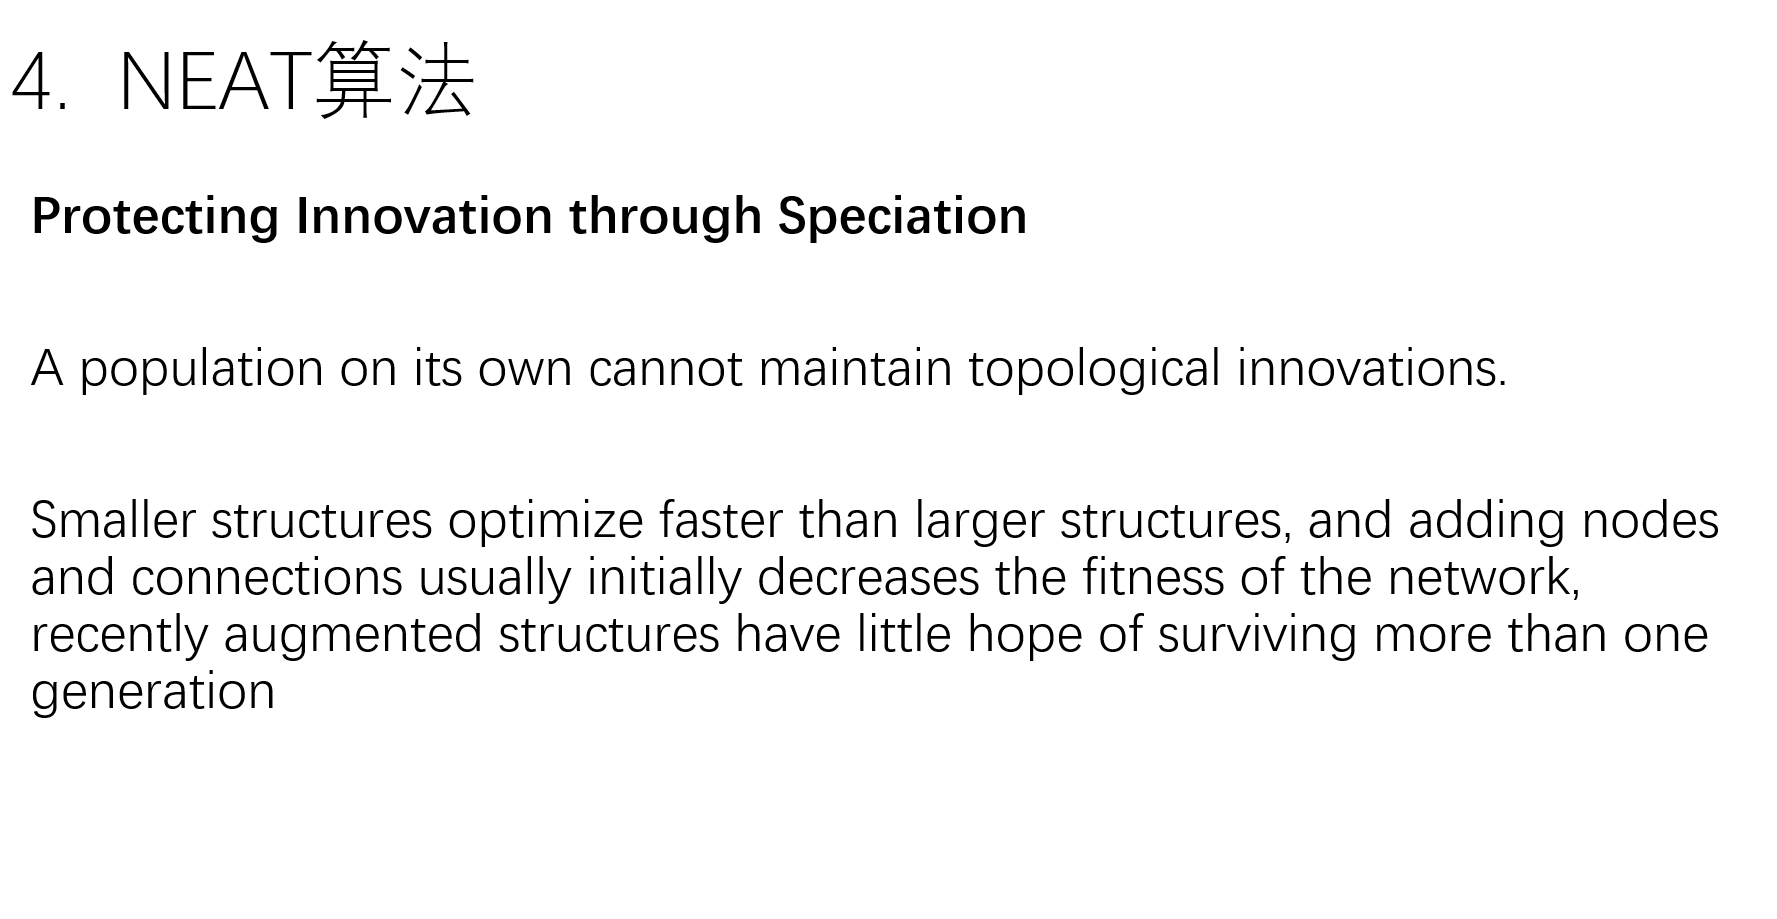 4. NEAT算法
Protecting Innovation through Speciation
A population on its own cannot maintain topological innovations.
Smaller structures optimize faster than larger structures, and adding nodes
and connections usually initially decreases the fitness of the network,
recently augmented structures have little hope of surviving more than one
generation